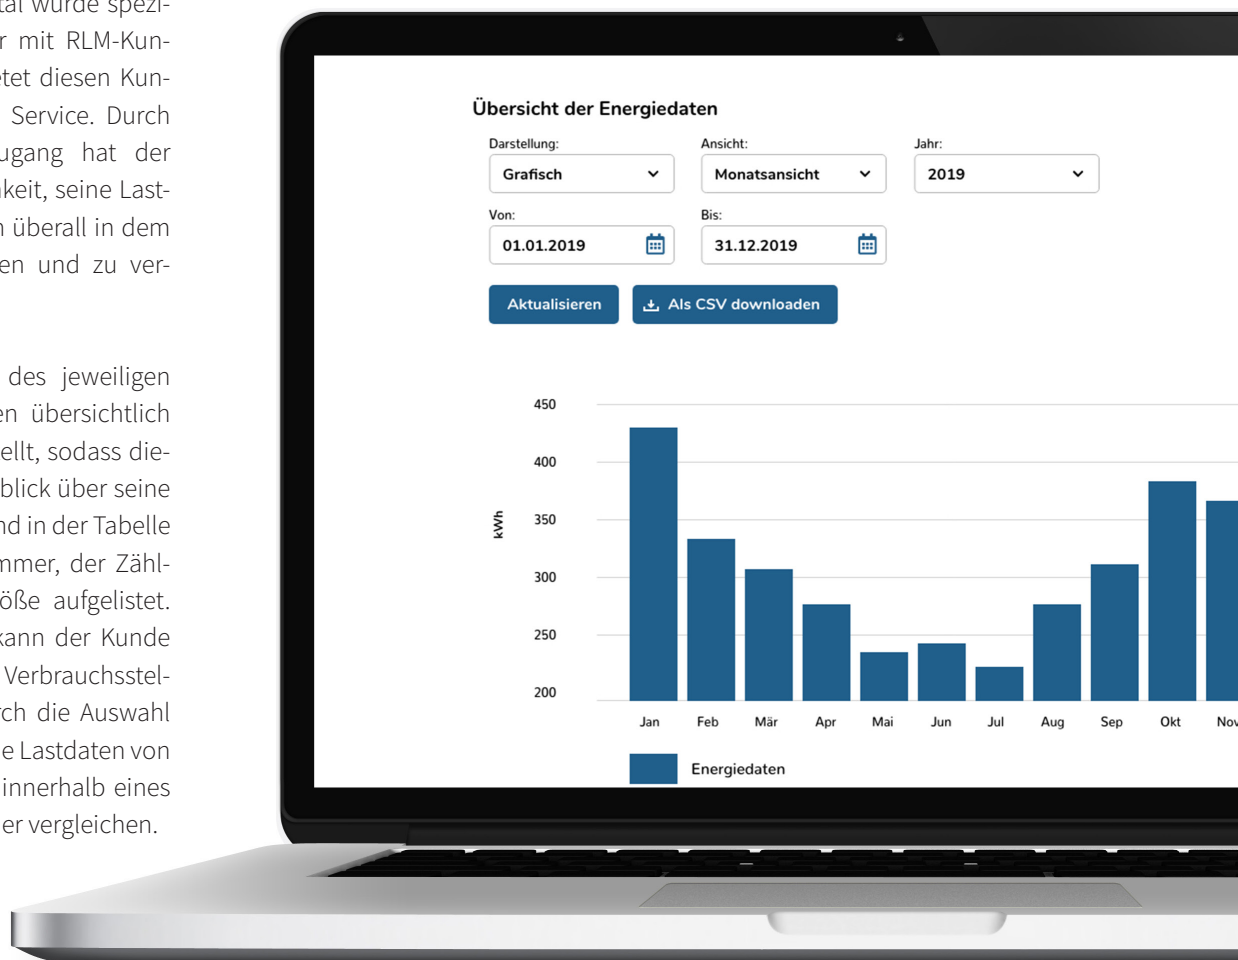 tal wurde spezi-
r mit RLM-Kun-
tet diesen Kun-
Service. Durch
ugang hat der
keit, seine Last-
n überall in dem
en und zu ver-
des jeweiligen
en übersichtlich
ellt, sodass die-
blick über seine
nd in der Tabelle
mmer, der Zähl-
öße aufgelistet.
kann der Kunde
Verbrauchsstel-
rch die Auswahl
e Lastdaten von
innerhalb eines
er vergleichen.
Übersicht der Energiedaten
Darstellung: Ansicht: Jahr:
Grafisch Monatsansicht 2019
Von: Bis:
01.01.2019 31.12.2019
Aktualisieren Als CSV downloaden
450
400
350
300
250
200
kWh
Jan Feb Mär Apr Mai Jun Jul Aug Sep Okt Nov
Energiedaten